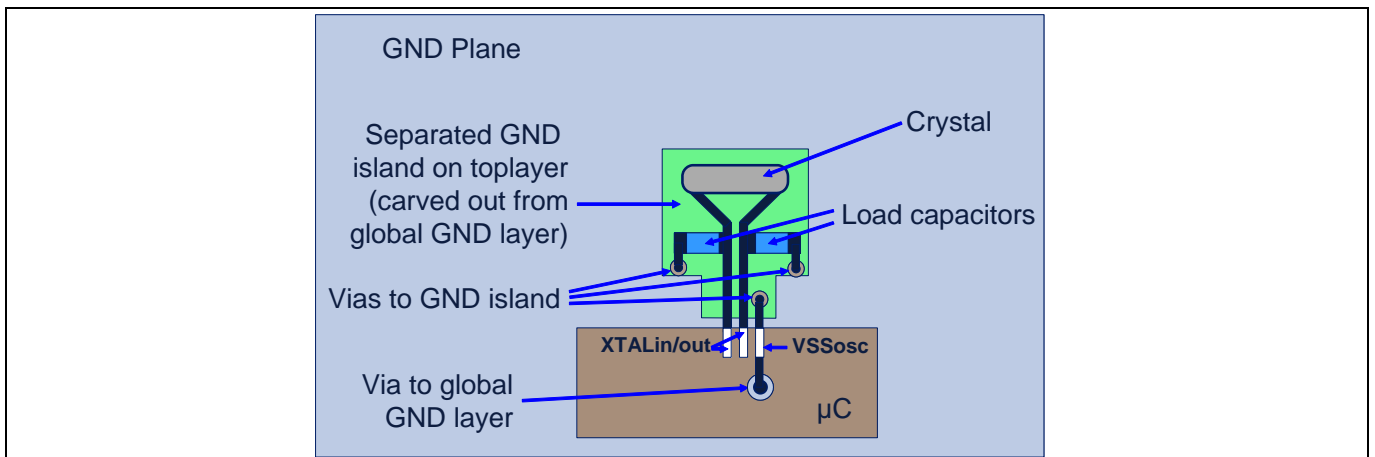 GND Plane
Crystal
Separated GND
island on toplayer
(carved out from
global GND layer)
Load capacitors
Vias to GND island
XTALin/out
VSSosc
Via to global
GND layer
µC